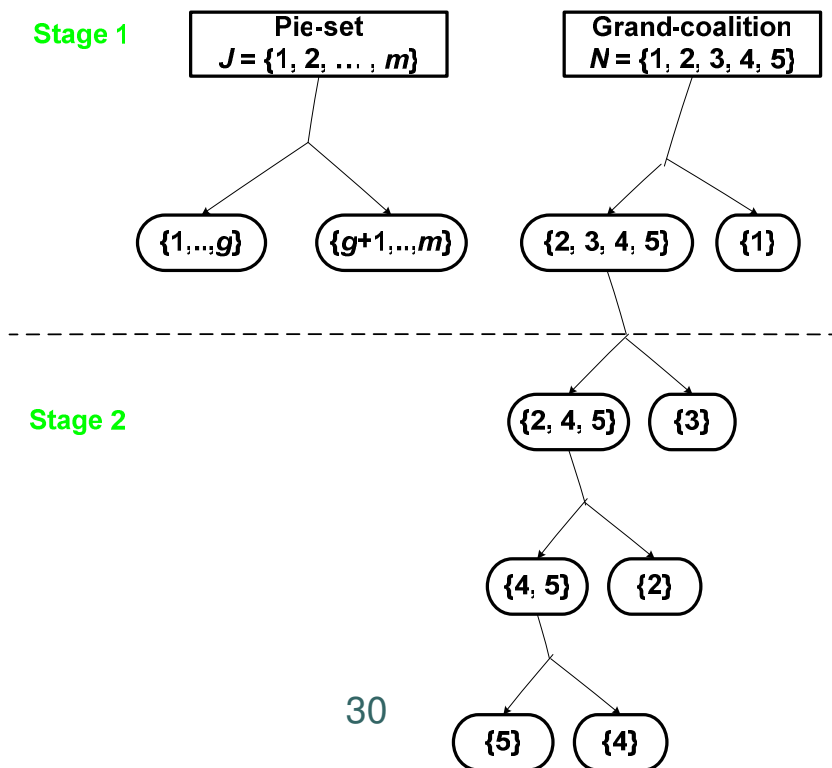 Stage 1
Pie-set
J = {1, 2, ... , m}
Grand-coalition
N = {1, 2, 3, 4, 5}
{1,..,g}
{g+1,..,m}
{2, 3, 4, 5}
{1}
Stage 2
{2, 4, 5}
{3}
{4, 5}
{2}
30
{5}
{4}